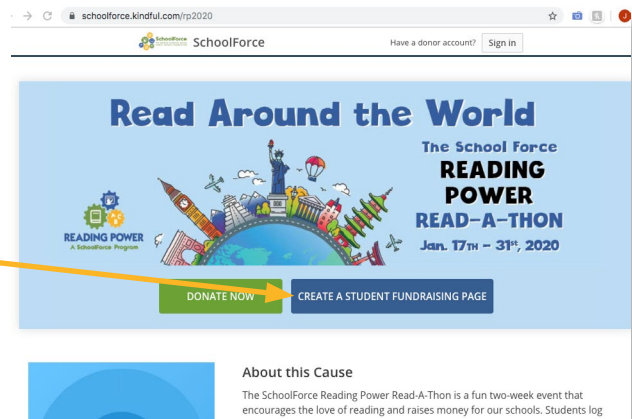 schoolforce.kindful.com/rp2020
SchoolForce
Have a donor account? Sign in
Read Around the World
The School Force
READING
POWER
READ-A-THON
Jan. 17TH – 31st, 2020
READING POWER
A SchoolForce Program
DONATE NOW
CREATE A STUDENT FUNDRAISING PAGE
About this Cause
The SchoolForce Reading Power Read-A-Thon is a fun two-week event that
encourages the love of reading and raises money for our schools. Students log